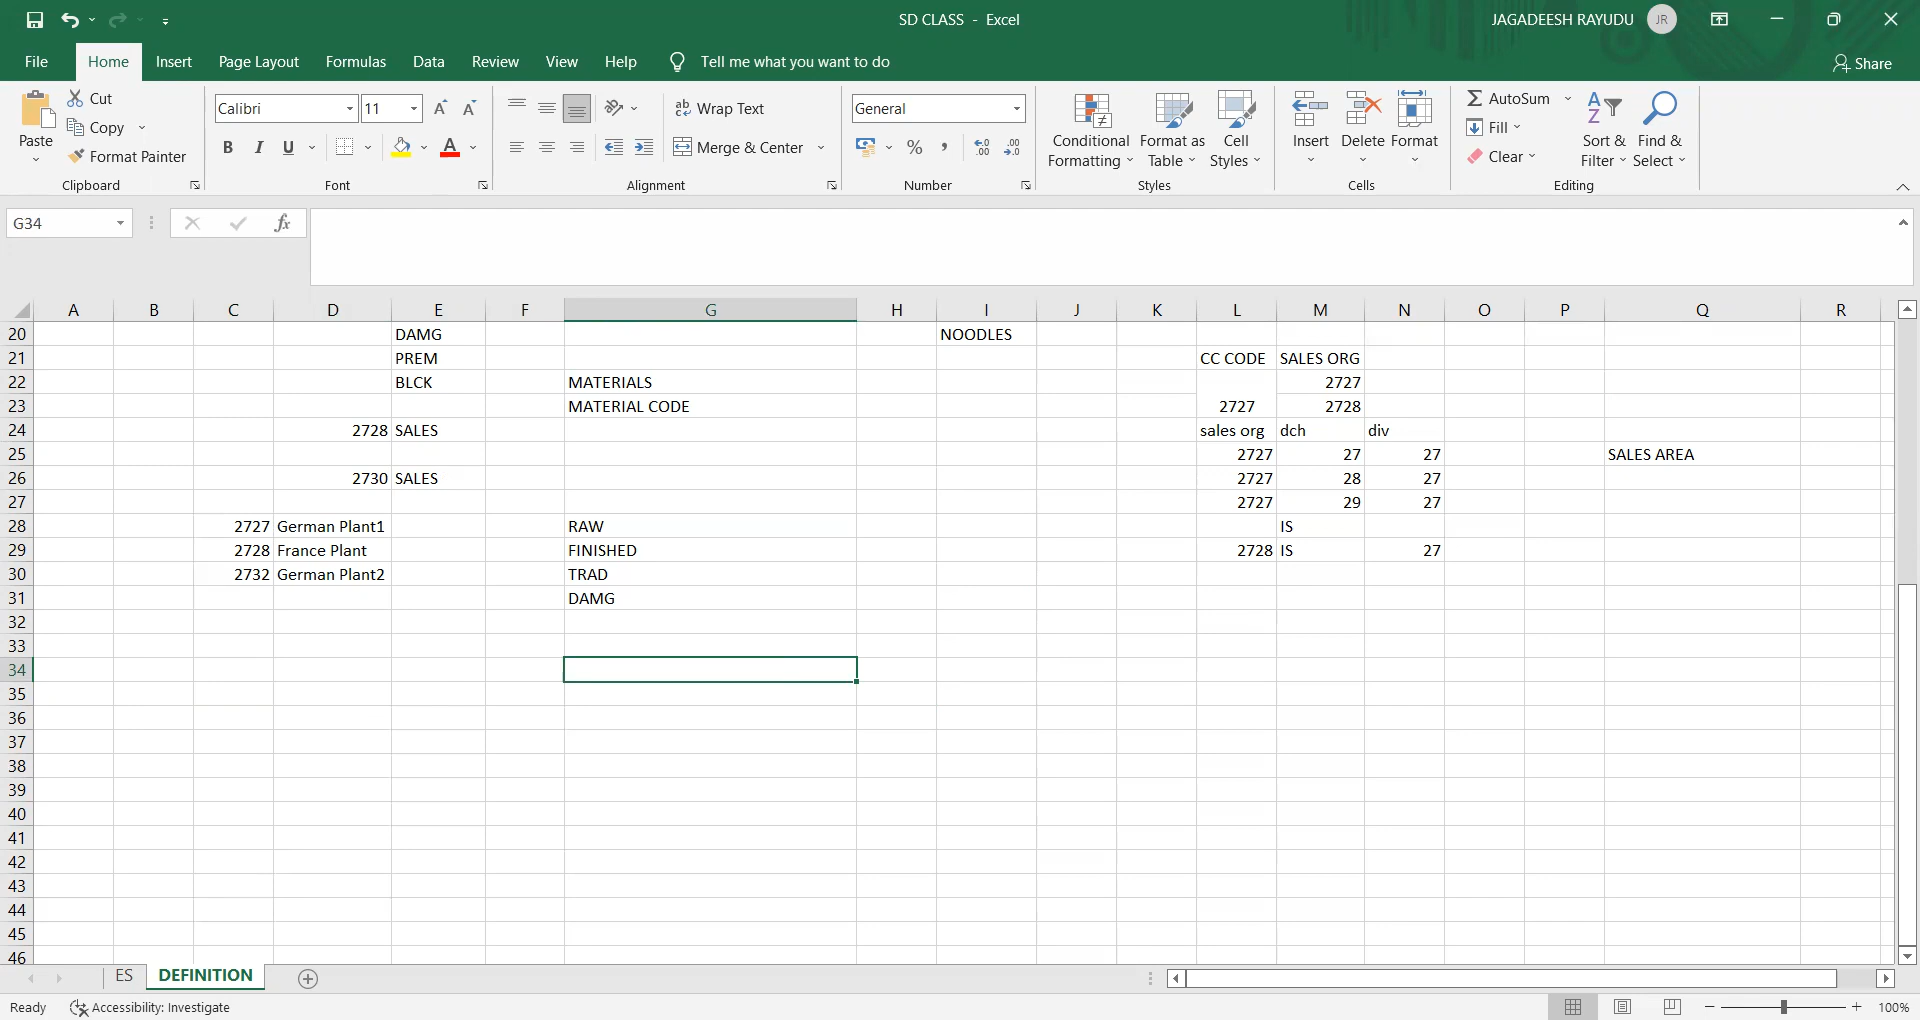 SD CLASS - Excel
JAGADEESH RAYUDU JR
File Home Insert Page Layout Formulas Data Review View Help Tell me what you want to do
Share
Paste
Cut
Copy
Format Painter
Clipboard
Calibri 11 A A
B I U A
Font
ab Wrap Text
Merge & Center
Alignment
General
% , .00
Number
Conditional Formatting
Format as Table
Cell Styles
Styles
Insert Delete Format
Cells
AutoSum
Fill
Clear
Sort & Filter
Find & Select
Editing
G34 fx
A B C D E F G H I J K L M N O P Q R
20 DAMG NOODLES
21 PREM CC CODE SALES ORG
22 BLCK MATERIALS 2727
23 MATERIAL CODE 2727 2728
24 2728 SALES sales org dch div
25 2727 27 27 SALES AREA
26 2730 SALES 2727 28 27
27 2727 29 27
28 2727 German Plant1 RAW IS
29 2728 France Plant FINISHED 2728 IS 27
30 2732 German Plant2 TRAD
31 DAMG
32
33
34
35
36
37
38
39
40
41
42
43
44
45
46
ES DEFINITION
Ready Accessibility: Investigate 100%